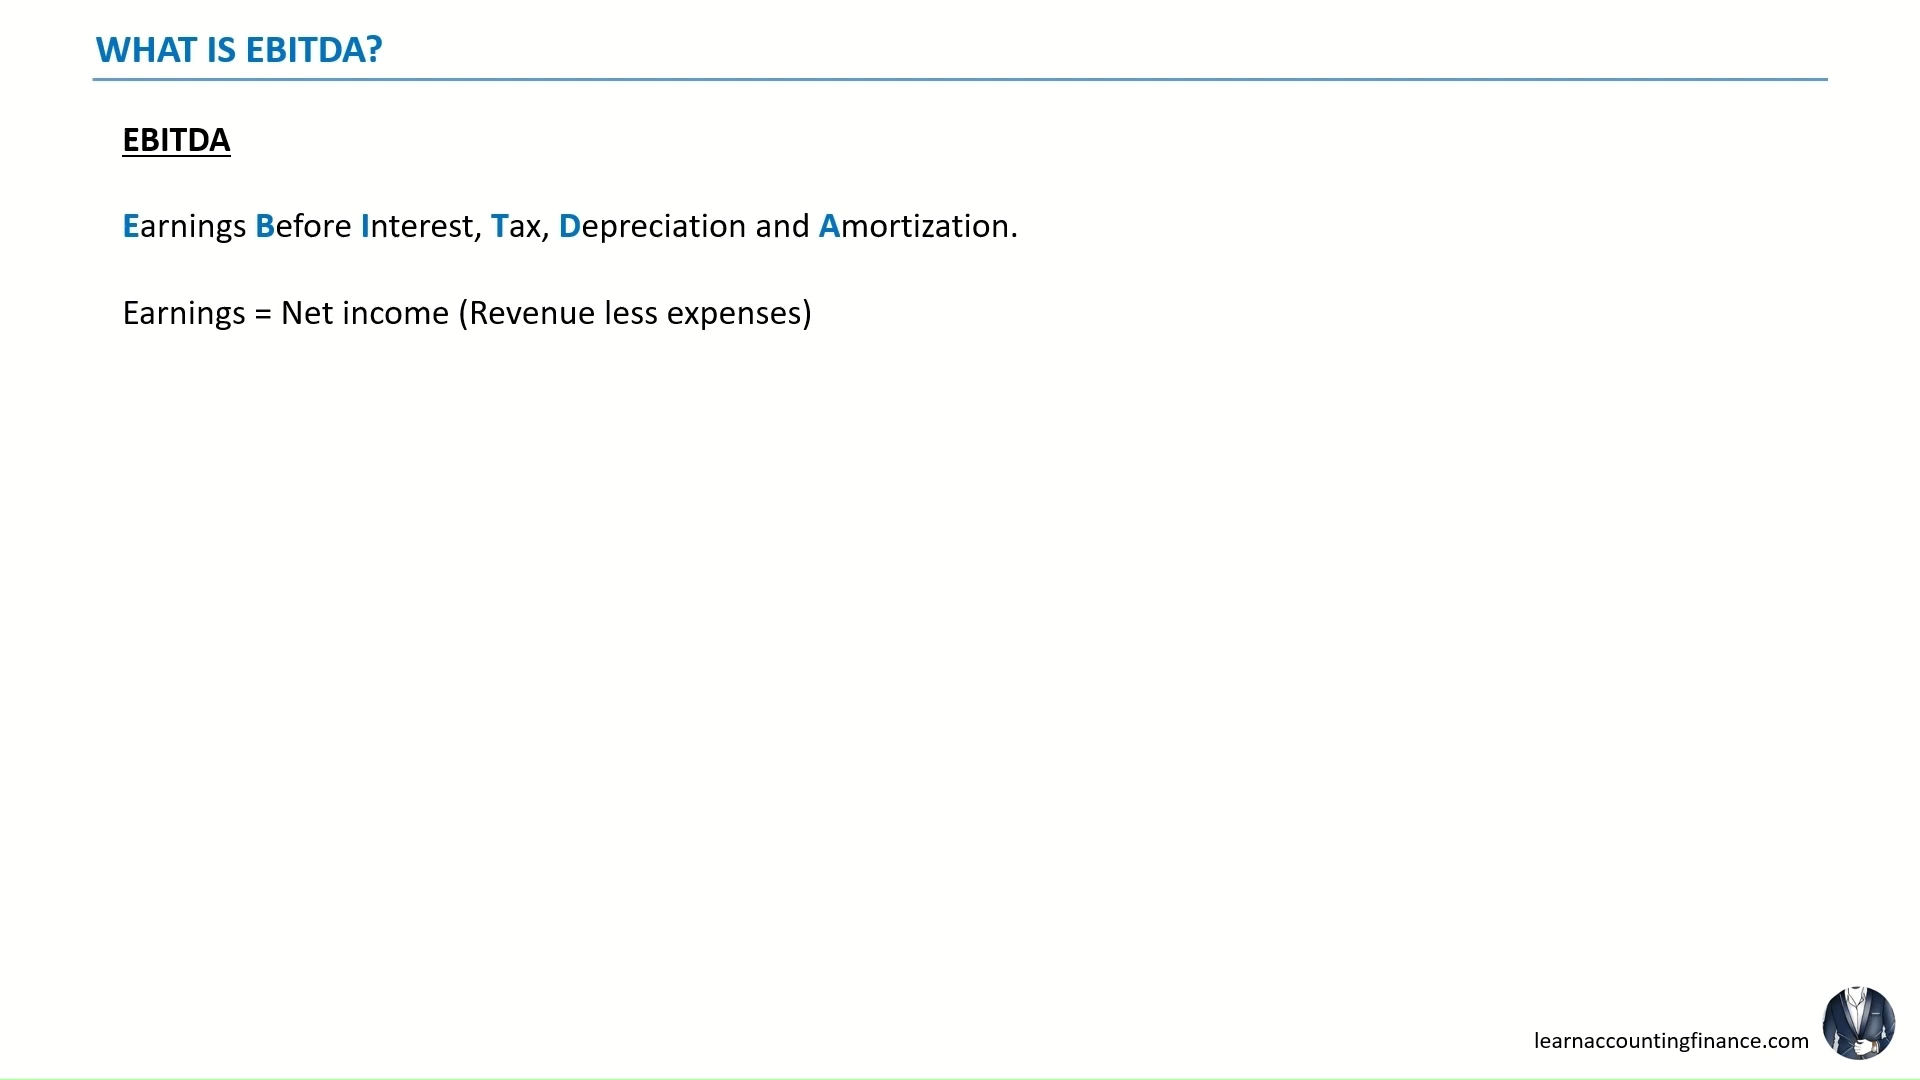 WHAT IS EBITDA?
EBITDA
Earnings Before Interest, Tax, Depreciation and Amortization.
Earnings = Net income (Revenue less expenses)
learnaccountingfinance.com